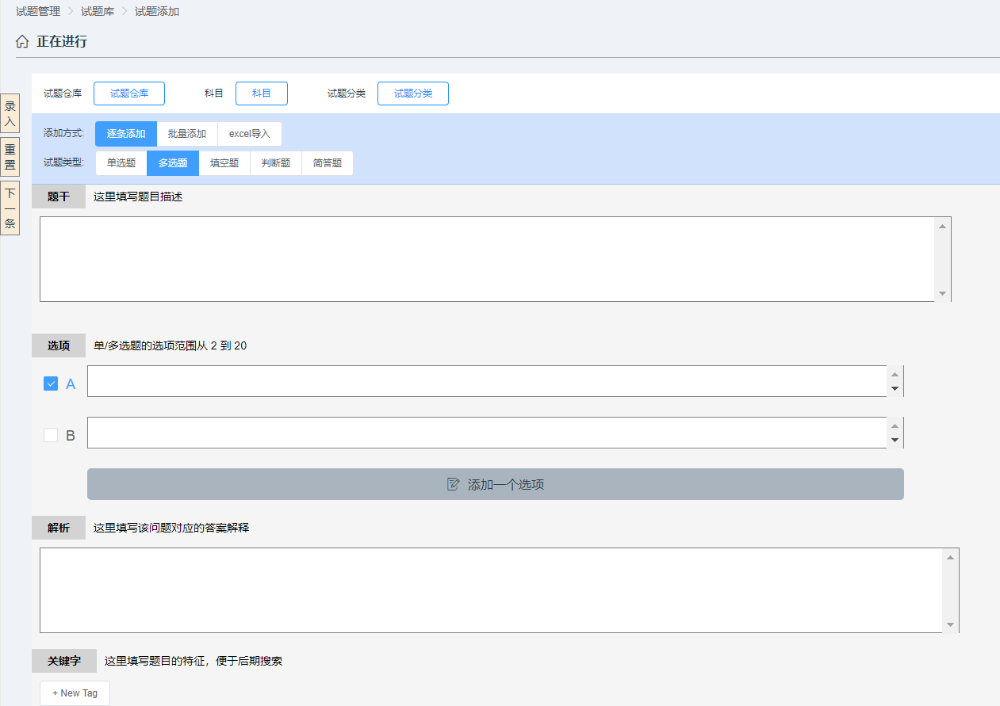 试题管理 > 试题库 > 试题添加
正在进行
录入
重置
下一条
试题仓库 试题仓库 科目 科目 试题分类 试题分类
添加方式: 逐条添加 批量添加 excel导入
试题类型: 单选题 多选题 填空题 判断题 简答题
题干 这里填写题目描述
选项 单/多选题的选项范围从 2 到 20
A
B
添加一个选项
解析 这里填写该问题对应的答案解释
关键字 这里填写题目的特征，便于后期搜索
+ New Tag